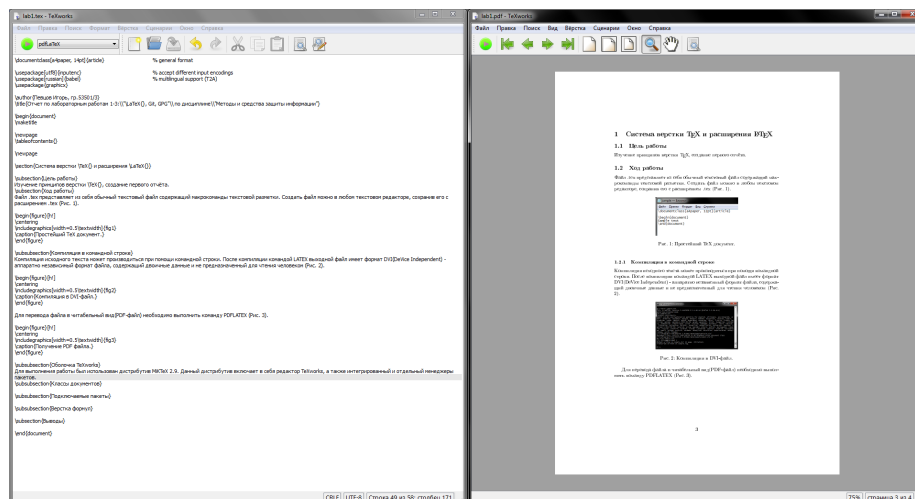 lab1.tex - TeXworks
Файл Правка Поиск Формат Вёрстка Сценарии Окно Справка
pdfLaTeX
\documentclass[a4paper, 14pt]{article} % general format
\usepackage[utf8]{inputenc} % accept different input encodings
\usepackage[russian]{babel} % multilingual support (T2A)
\usepackage{graphicx}
\author{Певцов Игорь, гр.53501/3}
\title{Отчет по лабораторным работам 1-3:\\"\LaTeX{}, Git, GPG"\\по дисциплине\\"Методы и средства защиты информации"}
\begin{document}
\maketitle
\newpage
\tableofcontents{}
\newpage
\section{Система верстки \TeX{} и расширения \LaTeX{}}
\subsection{Цель работы}
Изучение принципов верстки \TeX{}, создание первого отчёта.
\subsection{Ход работы}
Файл .tex представляет из себя обычный текстовый файл содержащий макрокоманды текстовой разметки. Создать файл можно в любом текстовом редакторе, сохранив его с
расширением .tex (Рис. 1).
\begin{figure}[h!]
\centering
\includegraphics[width=0.5\textwidth]{fig1}
\caption{Простейший TeX документ.}
\end{figure}
\subsubsection{Компиляция в командной строке}
Компиляция исходного текста может производиться при помощи командной строки. После компиляции командой LATEX выходной файл имеет формат DVI(DeVice Independent) -
аппаратно независимый формат файла, содержащий двоичные данные и не предназначенный для чтения человеком (Рис. 2).
\begin{figure}[h!]
\centering
\includegraphics[width=0.5\textwidth]{fig2}
\caption{Компиляция в DVI-файл.}
\end{figure}
Для перевода файла в читабельный вид(PDF-файл) необходимо выполнить команду PDFLATEX (Рис. 3).
\begin{figure}[h!]
\centering
\includegraphics[width=0.5\textwidth]{fig3}
\caption{Получение PDF файла.}
\end{figure}
\subsubsection{Оболочка TeXworks}
Для выполнения работы был использован дистрибутив MiKTeX 2.9. Данный дистрибутив включает в себя редактор TeXworks, а также интегрированный и отдельный менеджеры
пакетов.
\subsubsection{Классы документов}
\subsubsection{Подключаемые пакеты}
\subsubsection{Верстка формул}
\subsection{Выводы}
\end{document}
CRLF UTF-8 Строка 49 из 58; столбец 171
lab1.pdf - TeXworks
Файл Правка Поиск Вид Вёрстка Сценарии Окно Справка
1 Система верстки TeX и расширения LaTeX
1.1 Цель работы
Изучение принципов верстки TeX, создание первого отчёта.
1.2 Ход работы
Файл .tex представляет из себя обычный текстовый файл содержащий мак-
рокоманды текстовой разметки. Создать файл можно в любом текстовом
редакторе, сохранив его с расширением .tex (Рис. 1).
Рис. 1: Простейший TeX документ.
1.2.1 Компиляция в командной строке
Компиляция исходного текста может производиться при помощи командной
строки. После компиляции командой LATEX выходной файл имеет формат
DVI(DeVice Independent) - аппаратно независимый формат файла, содержа-
щий двоичные данные и не предназначенный для чтения человеком (Рис.
2).
Рис. 2: Компиляция в DVI-файл.
Для перевода файла в читабельный вид(PDF-файл) необходимо выпол-
нить команду PDFLATEX (Рис. 3).
3
75% страница 3 из 4